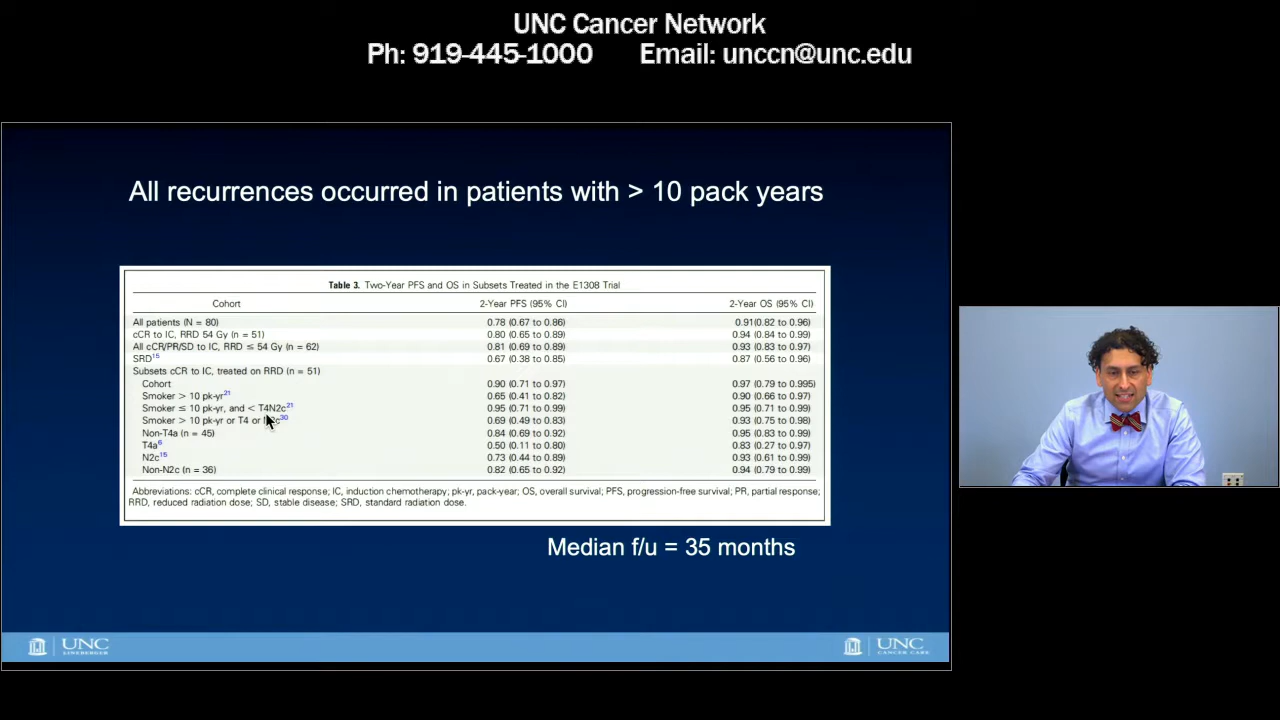 UNC Cancer Network
Ph: 919-445-1000 Email: unccn@unc.edu
All recurrences occurred in patients with > 10 pack years
Table 3. Two-Year PFS and OS in Subsets Treated in the E1308 Trial
Cohort 2-Year PFS (95% CI) 2-Year OS (95% CI)
All patients (N = 80) 0.78 (0.67 to 0.86) 0.91(0.82 to 0.96)
cCR to IC, RRD 54 Gy (n = 51) 0.80 (0.65 to 0.89) 0.94 (0.84 to 0.99)
All cCR/PR/SD to IC, RRD ≤ 54 Gy (n = 62) 0.81 (0.69 to 0.89) 0.93 (0.83 to 0.97)
SRD15 0.67 (0.38 to 0.85) 0.87 (0.56 to 0.96)
Subsets cCR to IC, treated on RRD (n = 51)
Cohort 0.90 (0.71 to 0.97) 0.97 (0.79 to 0.995)
Smoker > 10 pk-yr21 0.65 (0.41 to 0.82) 0.90 (0.66 to 0.97)
Smoker ≤ 10 pk-yr, and < T4N2c21 0.95 (0.71 to 0.99) 0.95 (0.71 to 0.99)
Smoker > 10 pk-yr or T4 or 30 0.69 (0.49 to 0.83) 0.93 (0.75 to 0.98)
Non-T4a (n = 45) 0.84 (0.69 to 0.92) 0.95 (0.83 to 0.99)
T4a6 0.50 (0.11 to 0.80) 0.83 (0.27 to 0.97)
N2c15 0.73 (0.44 to 0.89) 0.93 (0.61 to 0.99)
Non-N2c (n = 36) 0.82 (0.65 to 0.92) 0.94 (0.79 to 0.99)
Abbreviations: cCR, complete clinical response; IC, induction chemotherapy; pk-yr, pack-year; OS, overall survival; PFS, progression-free survival; PR, partial response;
RRD, reduced radiation dose; SD, stable disease; SRD, standard radiation dose.
Median f/u = 35 months
UNC
LINEBERGER
UNC
CANCER CARE